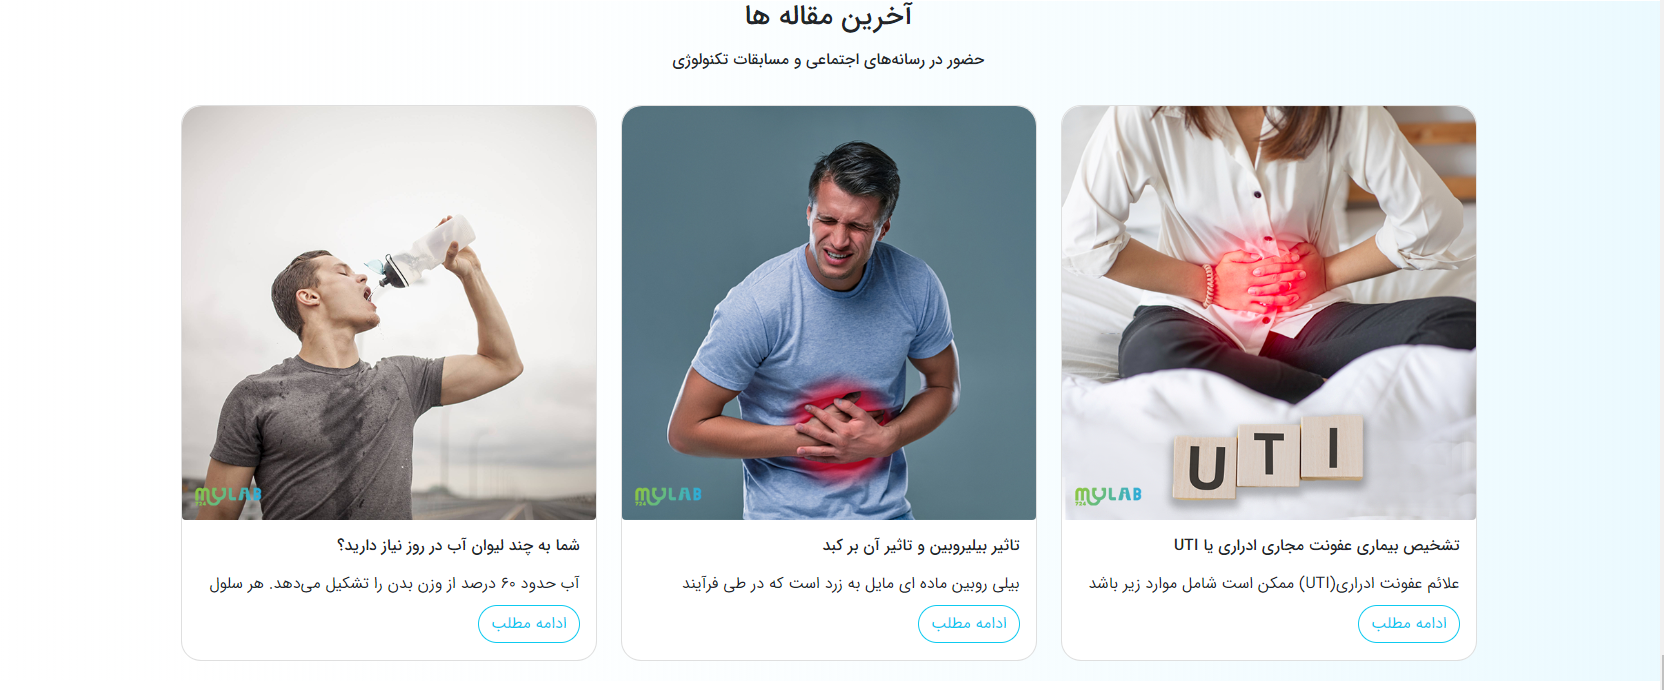 آخرین مقاله ها
حضور در رسانه‌های اجتماعی و مسابقات تکنولوژی
UTI
MYLAB
724
تشخیص بیماری عفونت مجاری ادراری یا UTI
علائم عفونت ادراری(UTI) ممکن است شامل موارد زیر باشد
ادامه مطلب
MYLAB
724
تاثیر بیلیروبین و تاثیر آن بر کبد
بیلی روبین ماده ای مایل به زرد است که در طی فرآیند
ادامه مطلب
MYLAB
724
شما به چند لیوان آب در روز نیاز دارید؟
آب حدود ۶۰ درصد از وزن بدن را تشکیل می‌دهد. هر سلول
ادامه مطلب